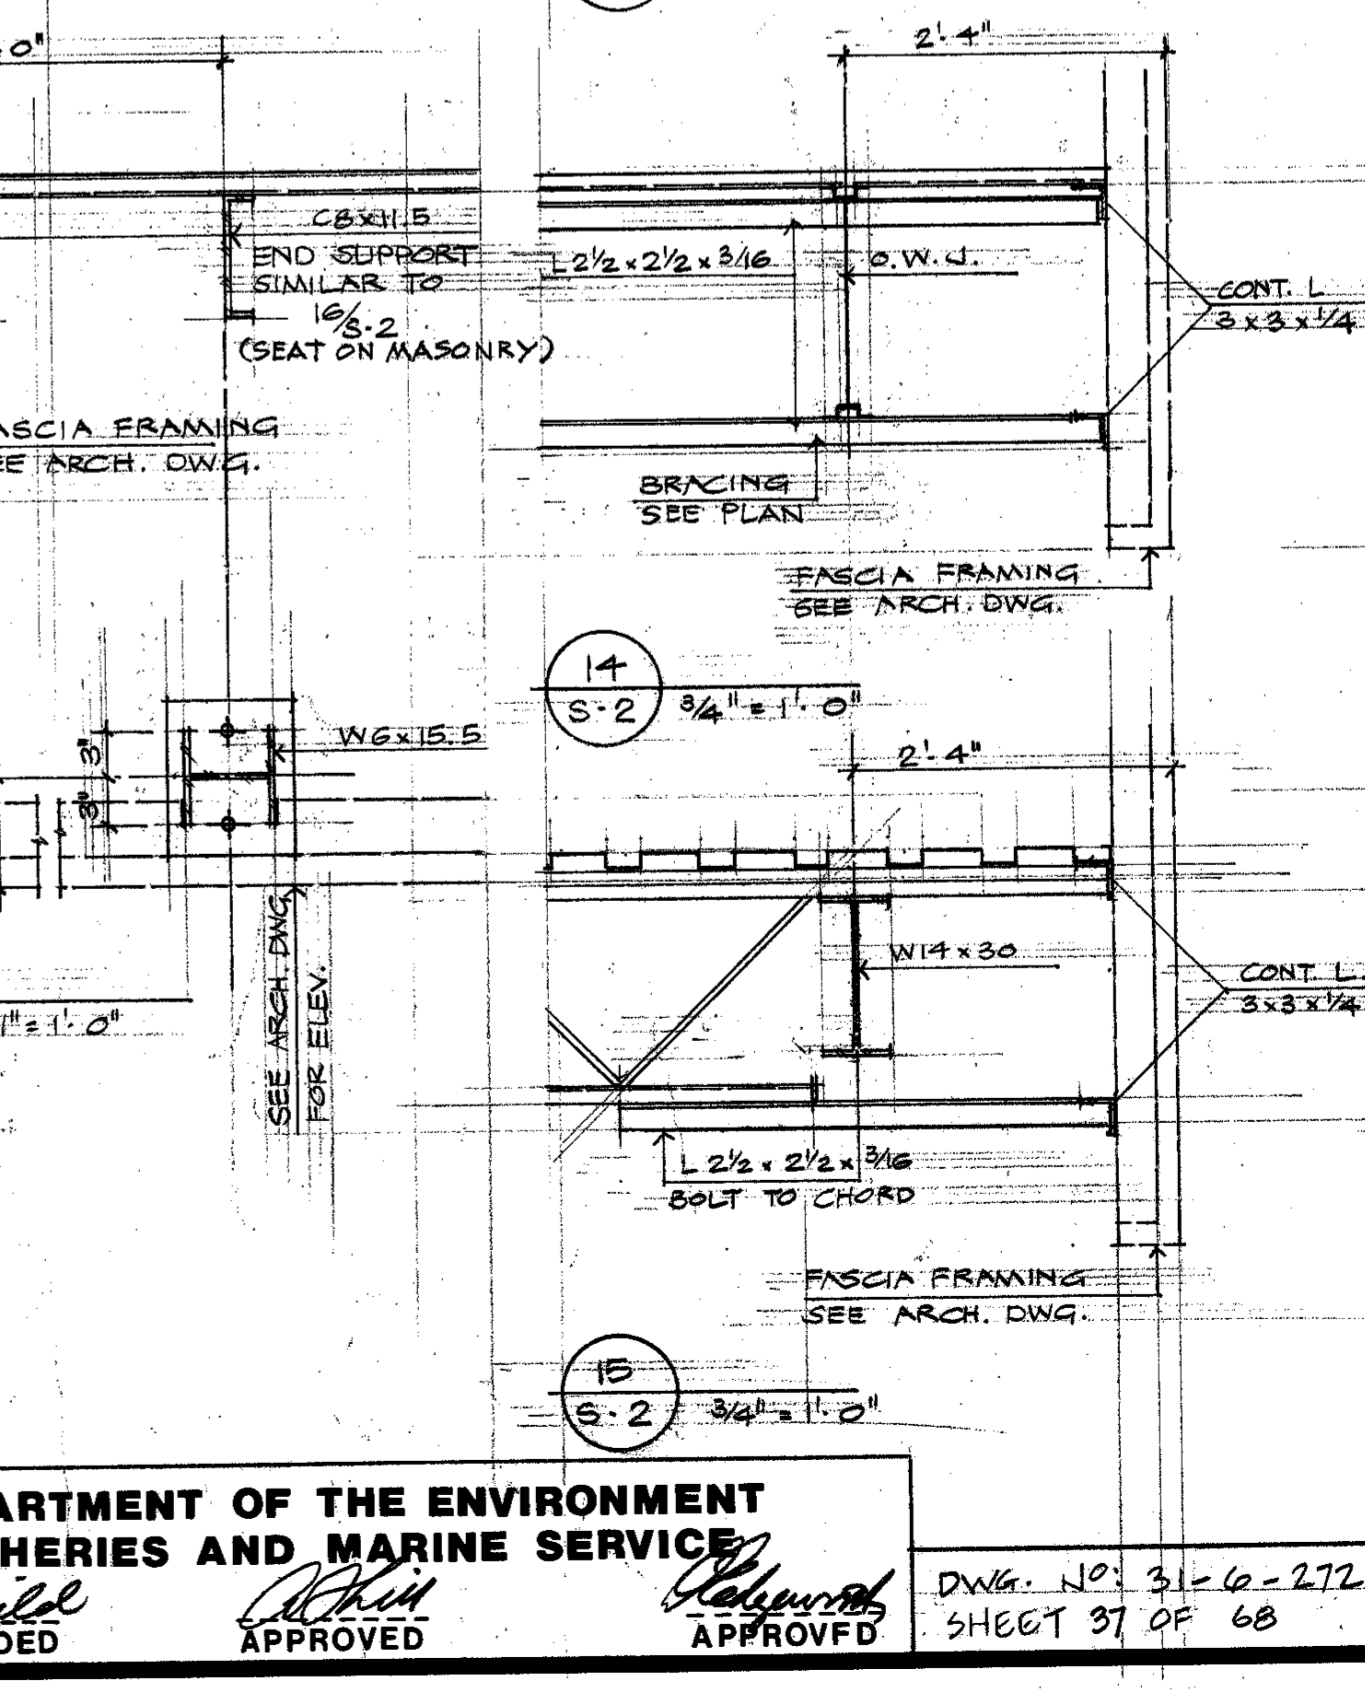 0"
2'-4"
C8x11.5
END SUPPORT
SIMILAR TO
16/S-2
(SEAT ON MASONRY)
L 2½ x 2½ x 3/16
O.W.J.
CONT. L
3 x 3 x ¼
ASCIA FRAMING
EE ARCH. DWG.
BRACING
SEE PLAN
FASCIA FRAMING
SEE ARCH. DWG.
14
S-2
3/4" = 1'-0"
W6x15.5
3"
3"
2'-4"
W14 x 30
CONT L.
3x3x¼
SEE ARCH. DWG
FOR ELEV.
1" = 1'-0"
L 2½ x 2½ x 3/16
BOLT TO CHORD
FASCIA FRAMING
SEE ARCH. DWG.
15
S-2
3/4" = 1'-0"
ARTMENT OF THE ENVIRONMENT
HERIES AND MARINE SERVICE
DED
APPROVED
APPROVED
DWG. Nº: 31-6-272
SHEET 37 OF 68